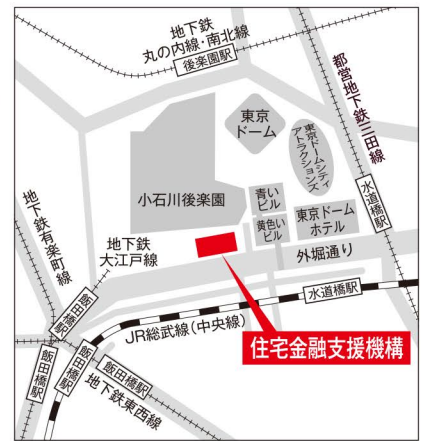 地下鉄
丸の内線・南北線
後楽園駅
都営地下鉄三田線
東京
ドーム
東京ドームシティ
アトラクションズ
小石川後楽園
青い
ビル
黄色い
ビル
東京ドーム
ホテル
水道橋駅
地下鉄有楽町線
地下鉄
大江戸線
外堀通り
飯田橋駅
水道橋駅
JR総武線(中央線)
住宅金融支援機構
飯田橋駅
飯田橋駅
飯田橋駅
地下鉄東西線